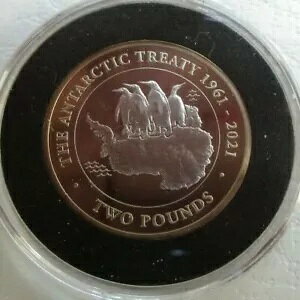 THE ANTARCTIC TREATY 1961 - 2021
· TWO POUNDS ·